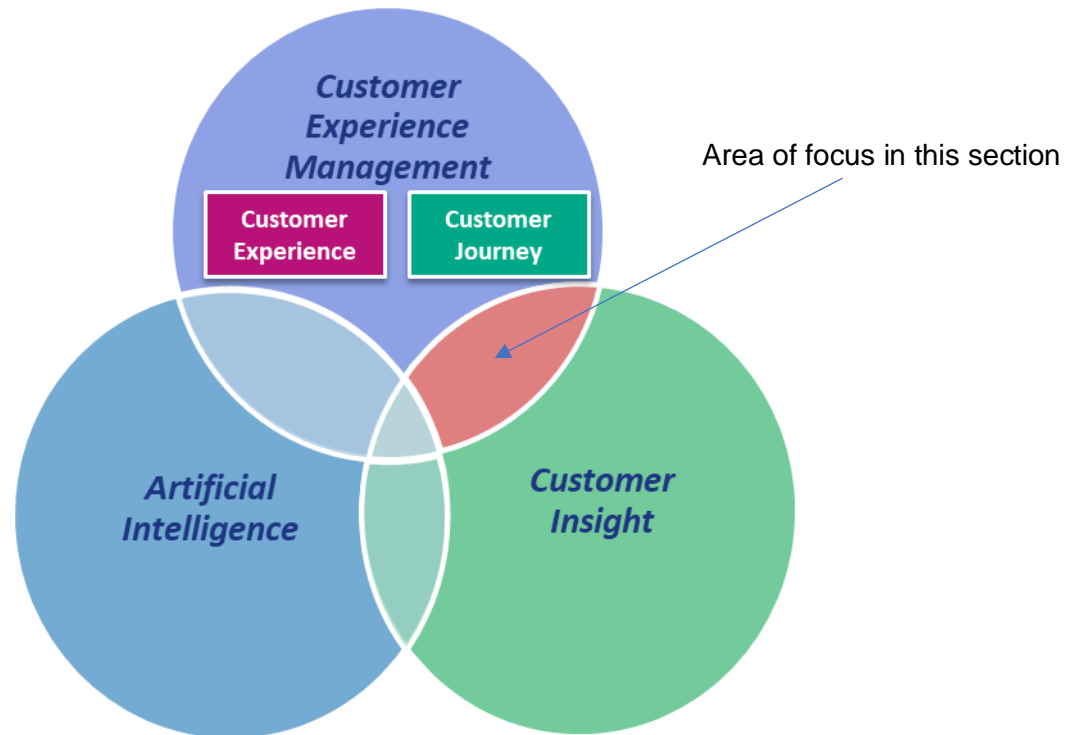 Customer
Experience
Management
Area of focus in this section
Customer
Experience
Customer
Journey
Artificial
Intelligence
Customer
Insight